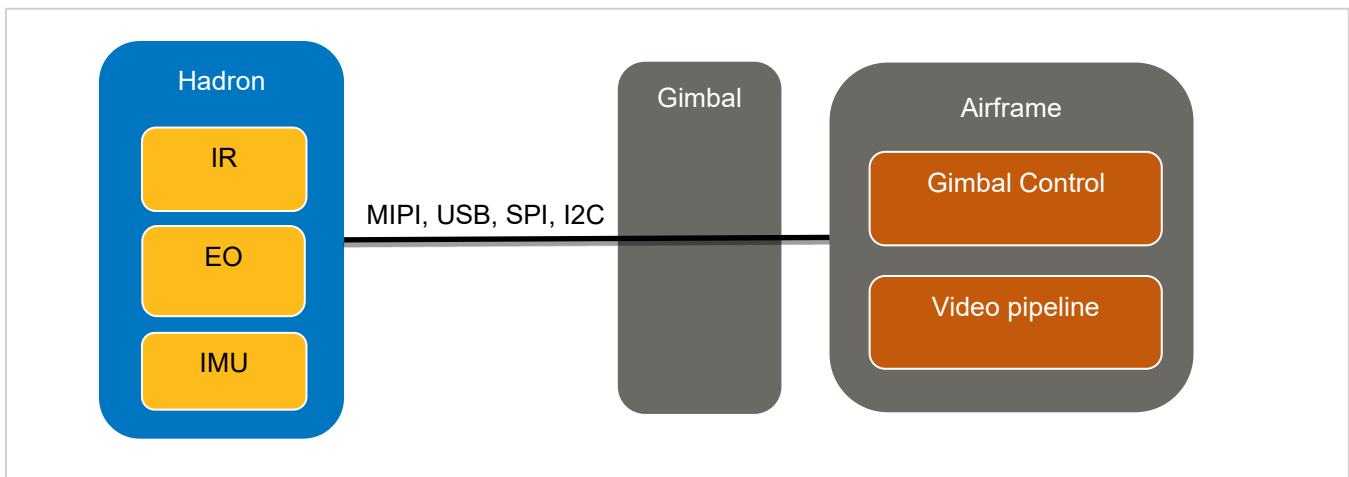 Hadron
IR
EO
IMU
MIPI, USB, SPI, I2C
Gimbal
Airframe
Gimbal Control
Video pipeline